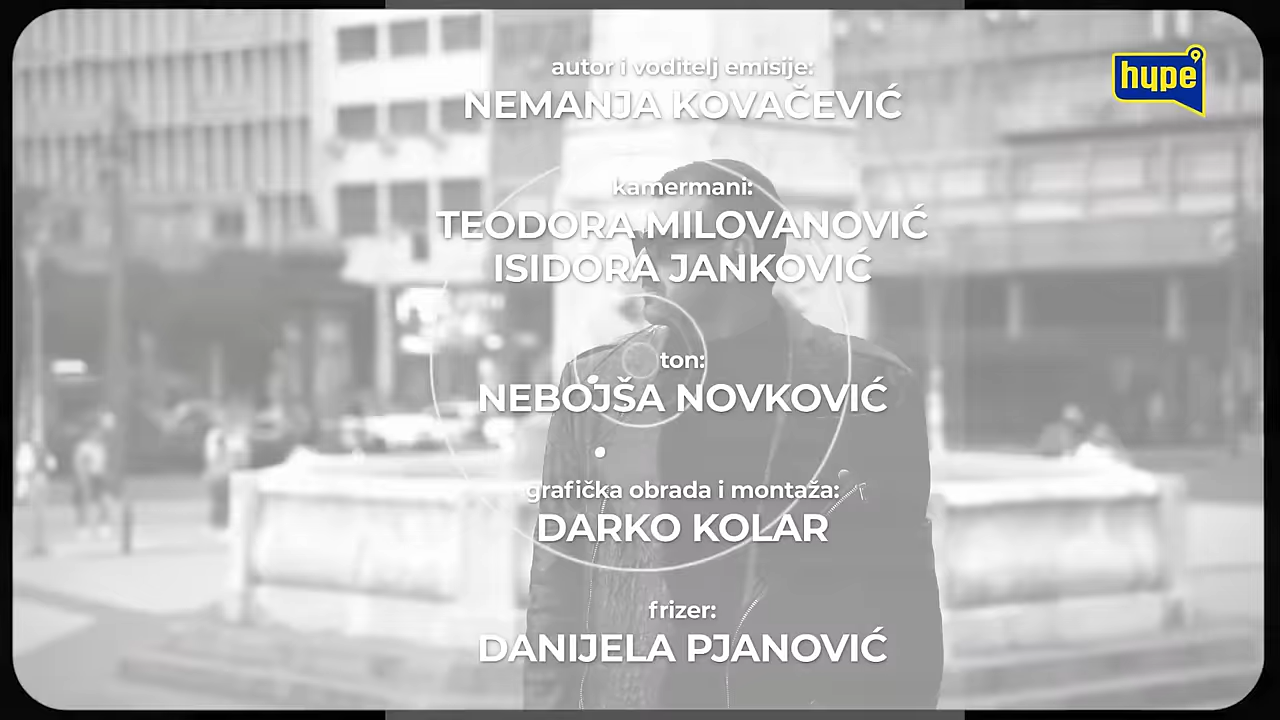 autor i voditelj emisije:
NEMANJA KOVAČEVIĆ
hype
kamermani:
TEODORA MILOVANOVIĆ
ISIDORA JANKOVIĆ
ton:
NEBOJŠA NOVKOVIĆ
grafička obrada i montaža:
DARKO KOLAR
frizer:
DANIJELA PJANOVIĆ